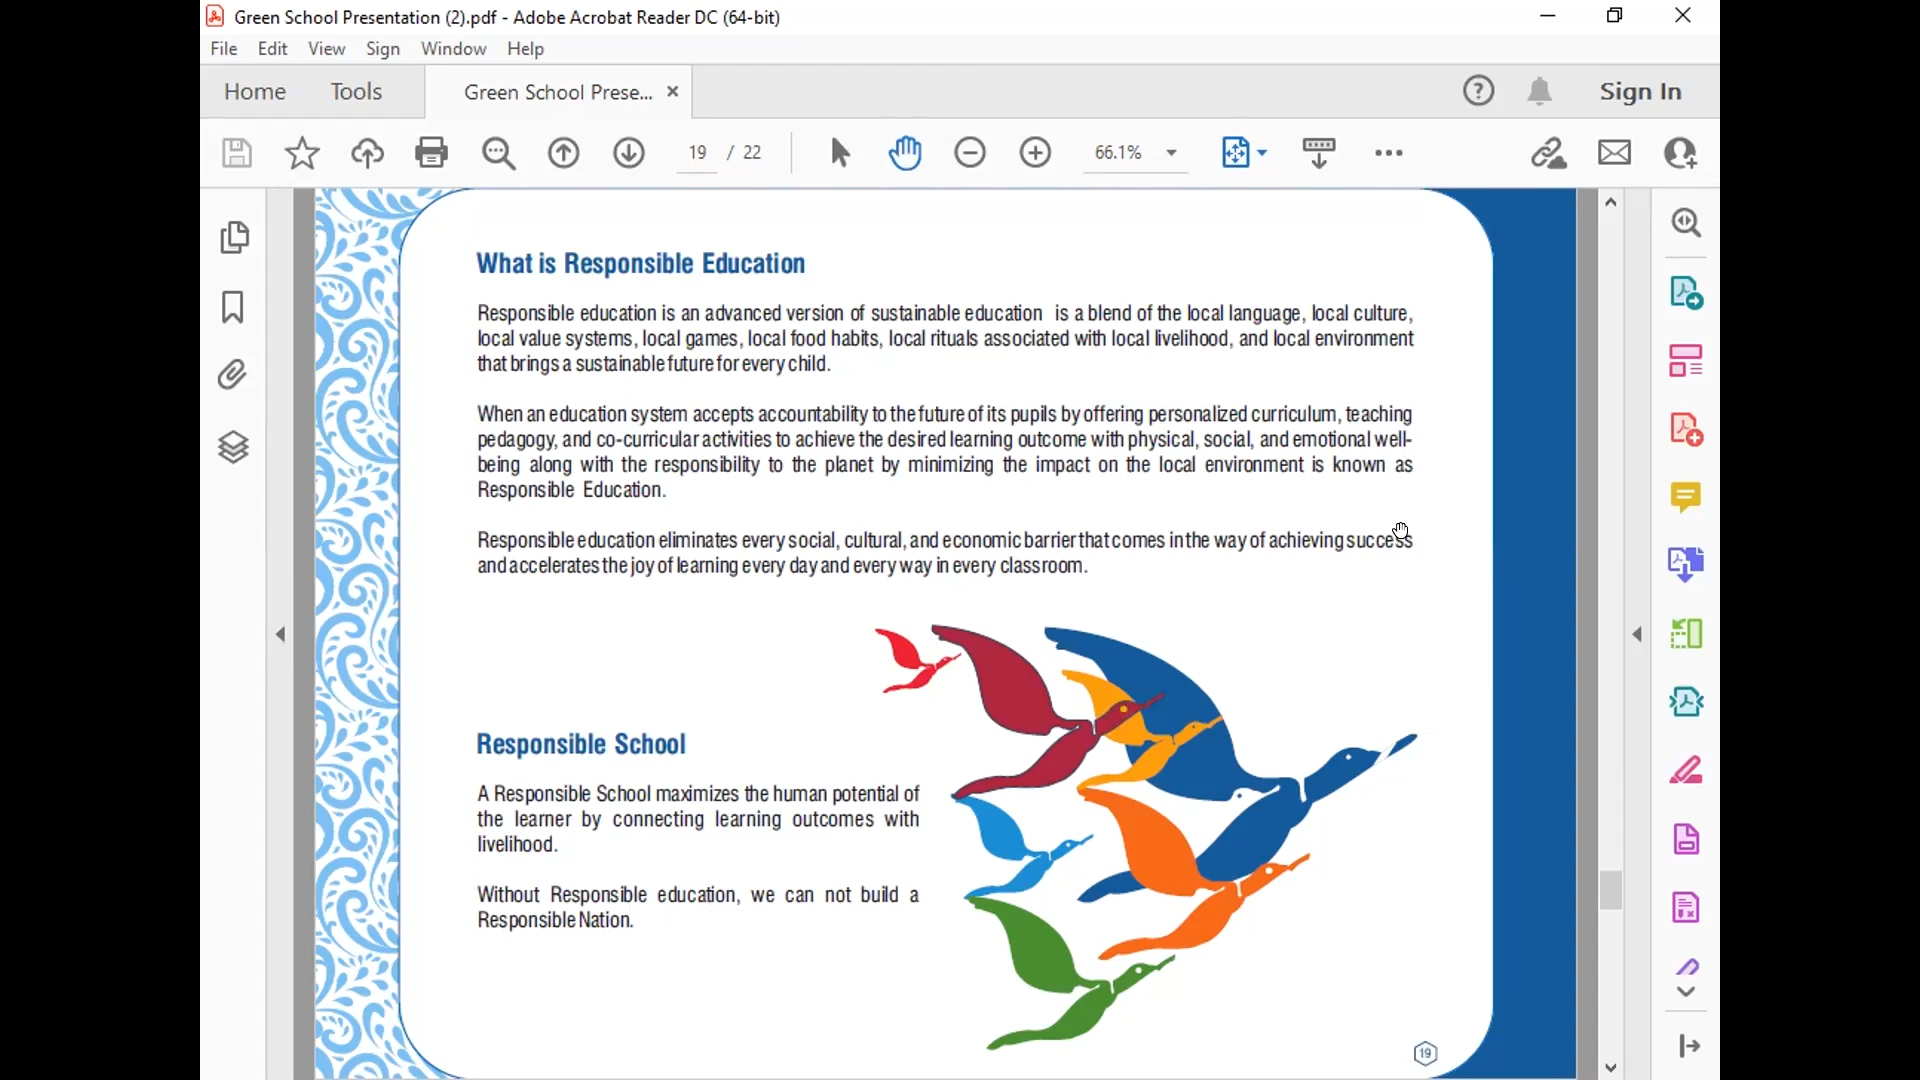 Green School Presentation (2).pdf - Adobe Acrobat Reader DC (64-bit)
File Edit View Sign Window Help
Home Tools Green School Prese... Sign In
19 / 22 66.1%
What is Responsible Education
Responsible education is an advanced version of sustainable education is a blend of the local language, local culture,
local value systems, local games, local food habits, local rituals associated with local livelihood, and local environment
that brings a sustainable future for every child.
When an education system accepts accountability to the future of its pupils by offering personalized curriculum, teaching
pedagogy, and co-curricular activities to achieve the desired learning outcome with physical, social, and emotional well-
being along with the responsibility to the planet by minimizing the impact on the local environment is known as
Responsible Education.
Responsible education eliminates every social, cultural, and economic barrier that comes in the way of achieving success
and accelerates the joy of learning every day and every way in every classroom.
Responsible School
A Responsible School maximizes the human potential of
the learner by connecting learning outcomes with
livelihood.
Without Responsible education, we can not build a
Responsible Nation.
19